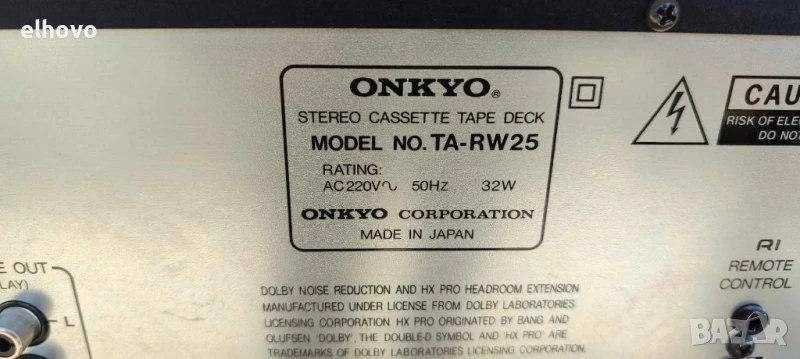 elhovo
ONKYO®
STEREO CASSETTE TAPE DECK
MODEL NO. TA-RW25
RATING:
AC220V∿ 50Hz 32W
ONKYO CORPORATION
MADE IN JAPAN
CAU
RISK OF ELE
DO NOT
RI
REMOTE
CONTROL
E OUT
LAY)
L
DOLBY NOISE REDUCTION AND HX PRO HEADROOM EXTENSION
MANUFACTURED UNDER LICENSE FROM DOLBY LABORATORIES
LICENSING CORPORATION HX PRO ORIGINATED BY BANG AND
OLUFSEN 'DOLBY', THE DOUBLE-D SYMBOL AND 'HX PRO' ARE
TRADEMARKS OF DOLBY LABORATORIES LICENSING CORPORATION.
bazar